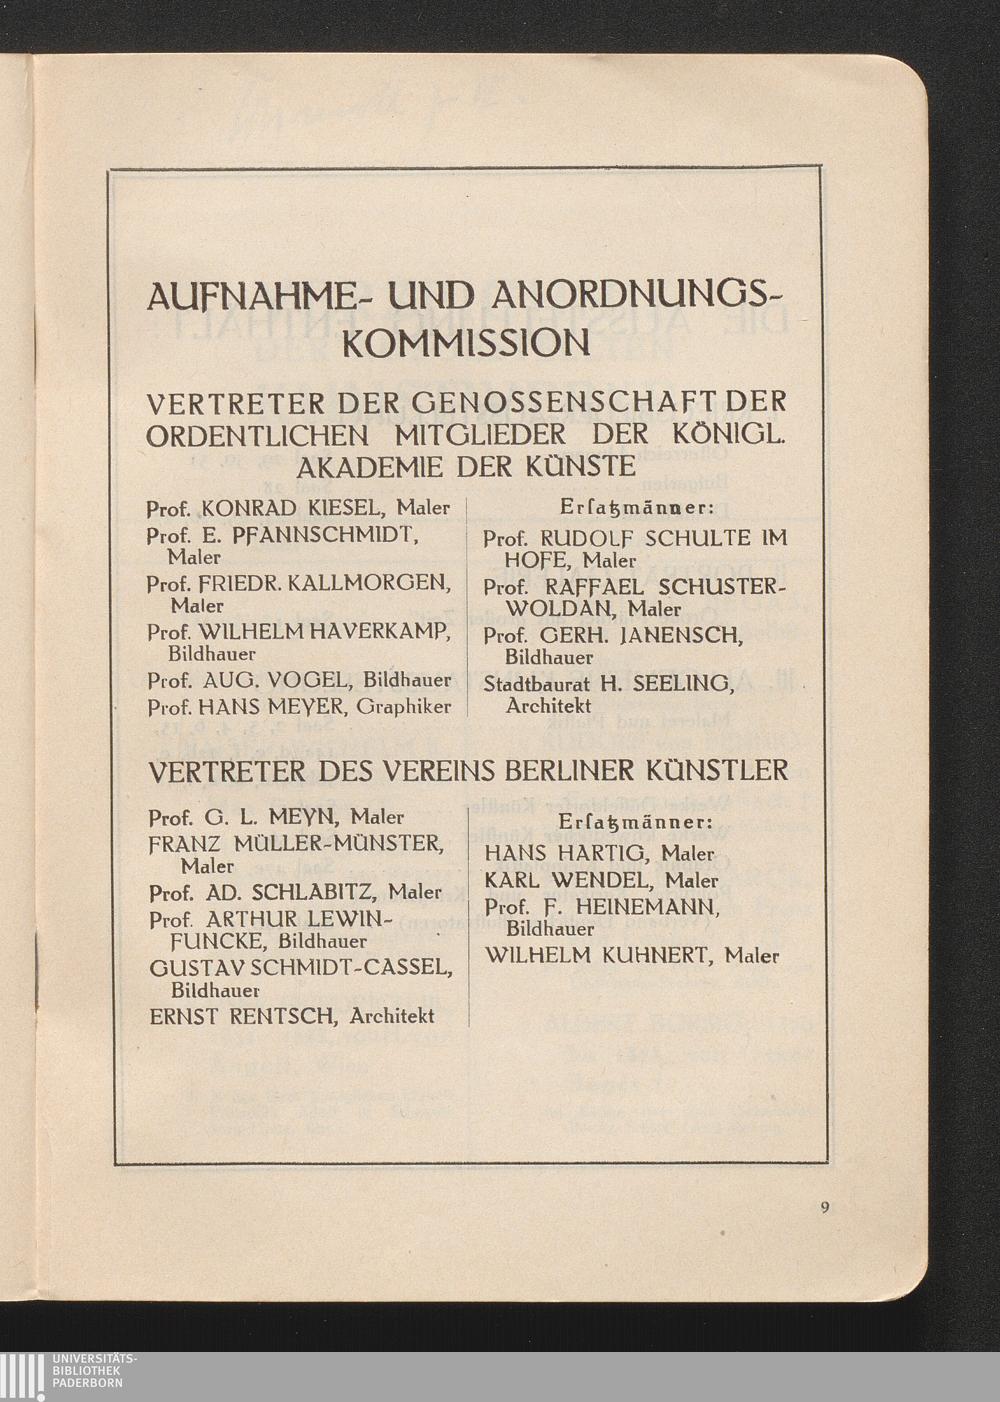 AUFNAHME- UND ANORDNUNGS-
KOMMISSION
VERTRETER DER GENOSSENSCHAFT DER
ORDENTLICHEN MITGLIEDER DER KÖNIGL.
AKADEMIE DER KÜNSTE
Prof. KONRAD KIESEL, Maler
Prof. E. PFANNSCHMIDT,
Maler
Prof. FRIEDR. KALLMORGEN,
Maler
Prof. WILHELM HAVERKAMP,
Bildhauer
Prof. AUG. VOGEL, Bildhauer
Prof. HANS MEYER, Graphiker
Erſatzmänner:
Prof. RUDOLF SCHULTE IM
HOFE, Maler
Prof. RAFFAEL SCHUSTER-
WOLDAN, Maler
Prof. GERH. JANENSCH,
Bildhauer
Stadtbaurat H. SEELING,
Architekt
VERTRETER DES VEREINS BERLINER KÜNSTLER
Prof. G. L. MEYN, Maler
FRANZ MÜLLER-MÜNSTER,
Maler
Prof. AD. SCHLABITZ, Maler
Prof. ARTHUR LEWIN-
FUNCKE, Bildhauer
GUSTAV SCHMIDT-CASSEL,
Bildhauer
ERNST RENTSCH, Architekt
Erſatzmänner:
HANS HARTIG, Maler
KARL WENDEL, Maler
Prof. F. HEINEMANN,
Bildhauer
WILHELM KUHNERT, Maler
9
UNIVERSITÄTS-
BIBLIOTHEK
PADERBORN